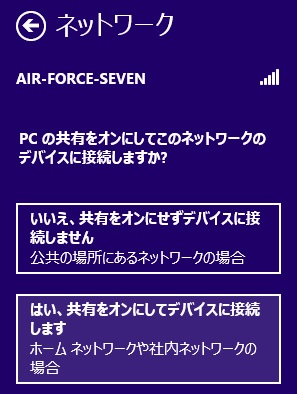 ネットワーク
AIR-FORCE-SEVEN
PC の共有をオンにしてこのネットワークの
デバイスに接続しますか?
いいえ、共有をオンにせずデバイスに接
続しません
公共の場所にあるネットワークの場合
はい、共有をオンにしてデバイスに接続
します
ホーム ネットワークや社内ネットワークの
場合